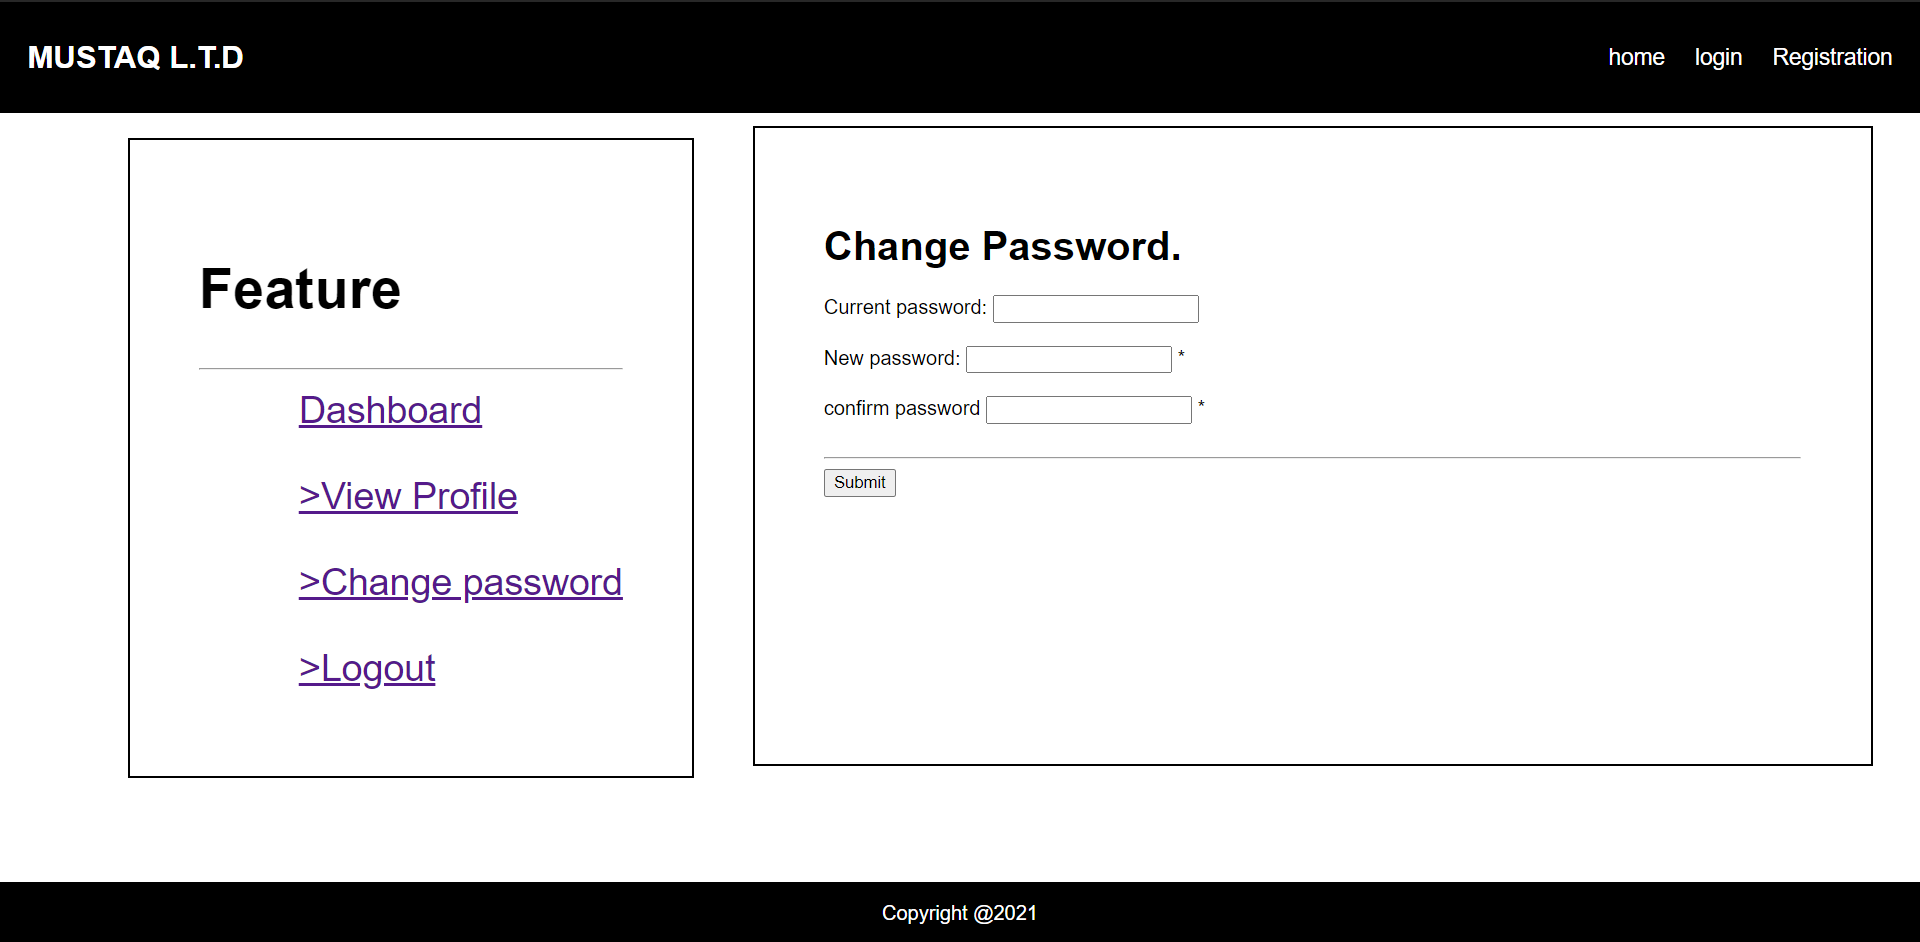 MUSTAQ L.T.D
home login Registration
Feature
Dashboard
>View Profile
>Change password
>Logout
Change Password.
Current password:
New password: *
confirm password *
Submit
Copyright @2021